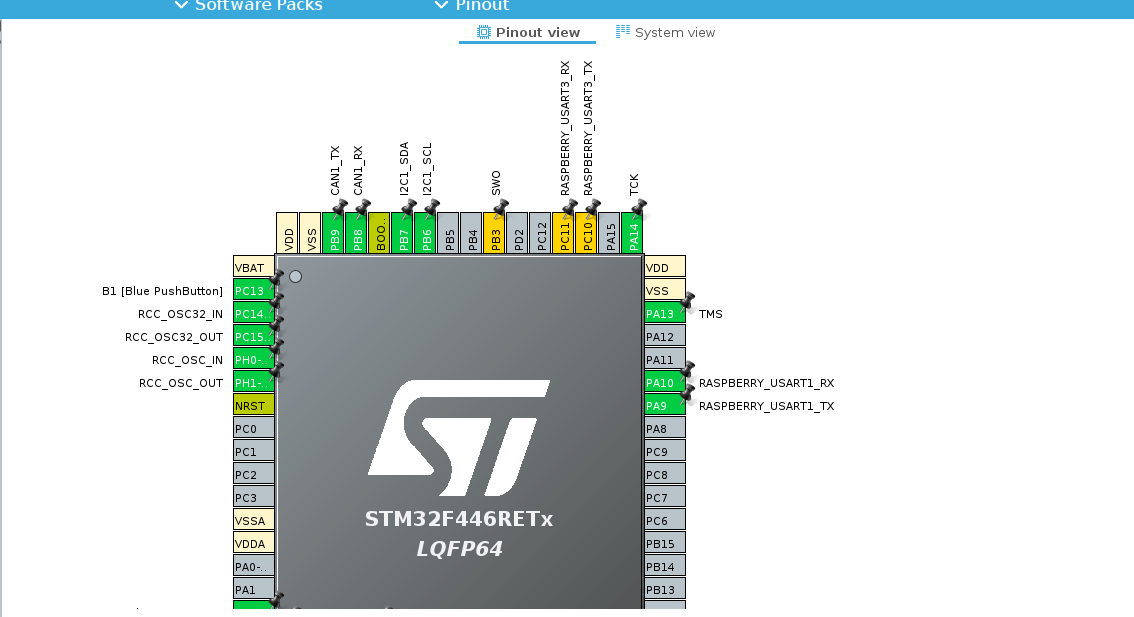 Software Packs
Pinout
Pinout view
System view
CAN1_TX
CAN1_RX
I2C1_SDA
I2C1_SCL
SWO
RASPBERRY_USART3_RX
RASPBERRY_USART3_TX
TCK
VDD
VSS
PB9
PB8
BOO..
PB7
PB6
PB5
PB4
PB3
PD2
PC12
PC11
PC10
PA15
PA14
VBAT
B1 [Blue PushButton] PC13
RCC_OSC32_IN PC14..
RCC_OSC32_OUT PC15..
RCC_OSC_IN PH0-..
RCC_OSC_OUT PH1-..
NRST
PC0
PC1
PC2
PC3
VSSA
VDDA
PA0-..
PA1
ST
STM32F446RETx
LQFP64
VDD
VSS
PA13 TMS
PA12
PA11
PA10 RASPBERRY_USART1_RX
PA9 RASPBERRY_USART1_TX
PA8
PC9
PC8
PC7
PC6
PB15
PB14
PB13